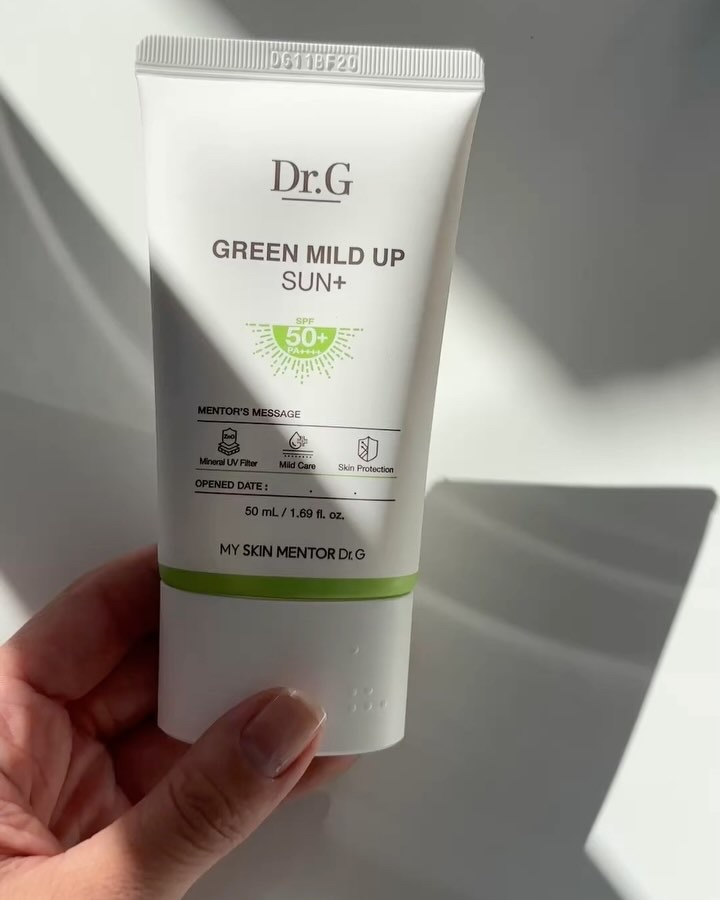 Dr.G
GREEN MILD UP
SUN+
SPF
50+
PA++++
MENTOR'S MESSAGE
ZnO
Mineral UV Filter Mild Care Skin Protection
OPENED DATE : . .
50 mL / 1.69 fl. oz.
MY SKIN MENTOR Dr.G